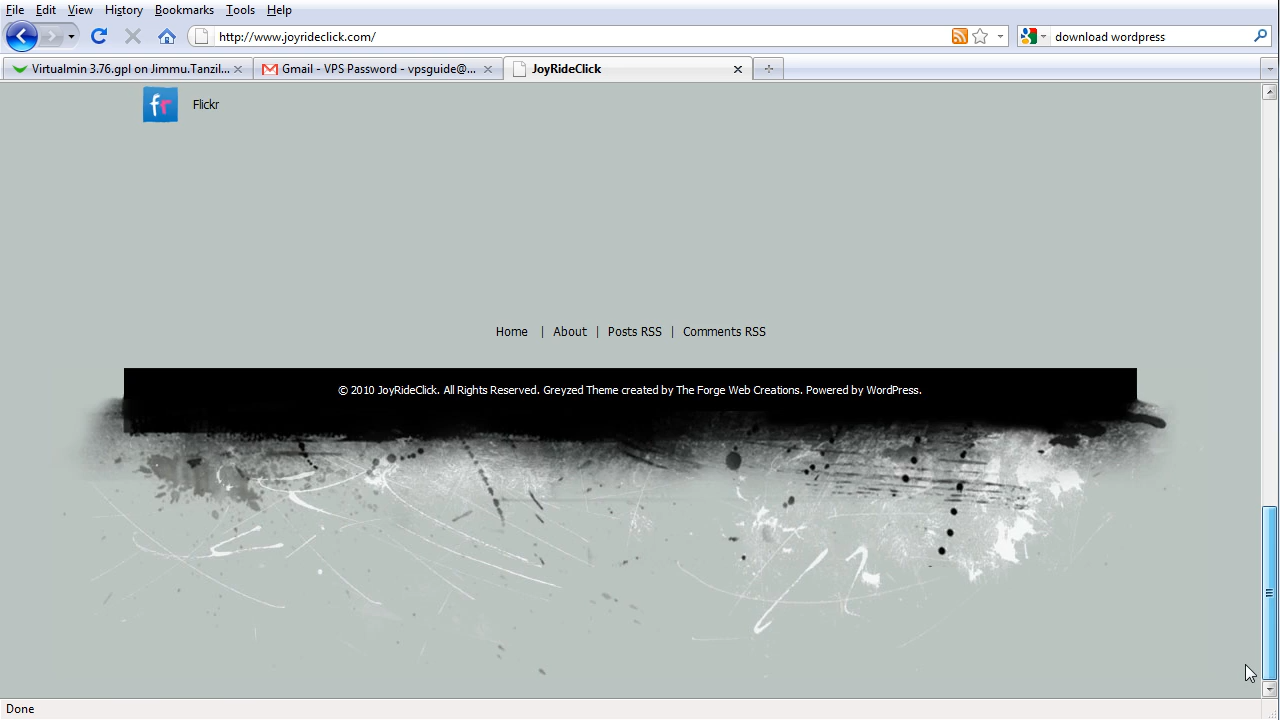 File Edit View History Bookmarks Tools Help
http://www.joyrideclick.com/
download wordpress
Virtualmin 3.76.gpl on Jimmu.Tanzil...
Gmail - VPS Password - vpsguide@...
JoyRideClick
fr Flickr
Home | About | Posts RSS | Comments RSS
© 2010 JoyRideClick. All Rights Reserved. Greyzed Theme created by The Forge Web Creations. Powered by WordPress.
Done